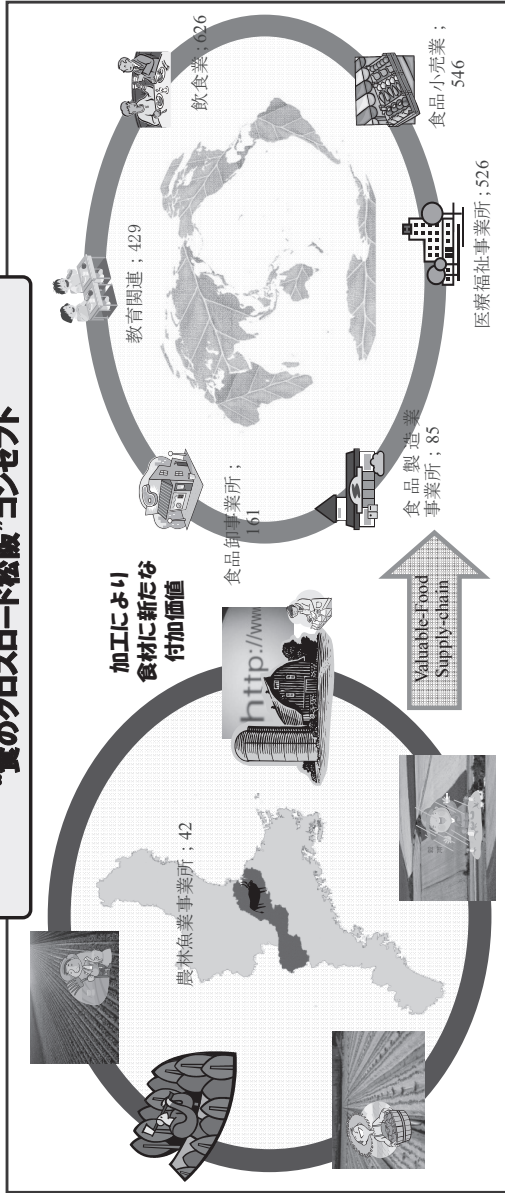 “食のクロスロード松阪”コンセプト
加工により
食材に新たな
付加価値
農林魚業事業所；42
http://www
Valuable-Food
Supply-chain
教育関連；429
飲食業；626
食品卸事業所；
161
食品小売業；
546
食品製造業
事業所；85
医療福祉事業所；526